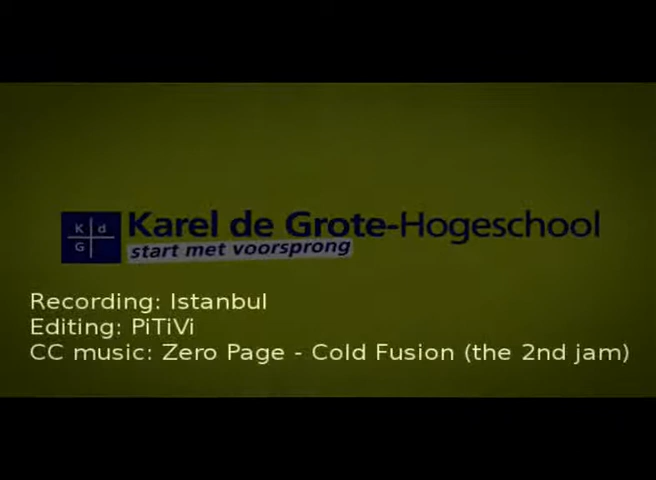 K d
G
Karel de Grote-Hogeschool
start met voorsprong
Recording: Istanbul
Editing: PiTiVi
CC music: Zero Page - Cold Fusion (the 2nd jam)